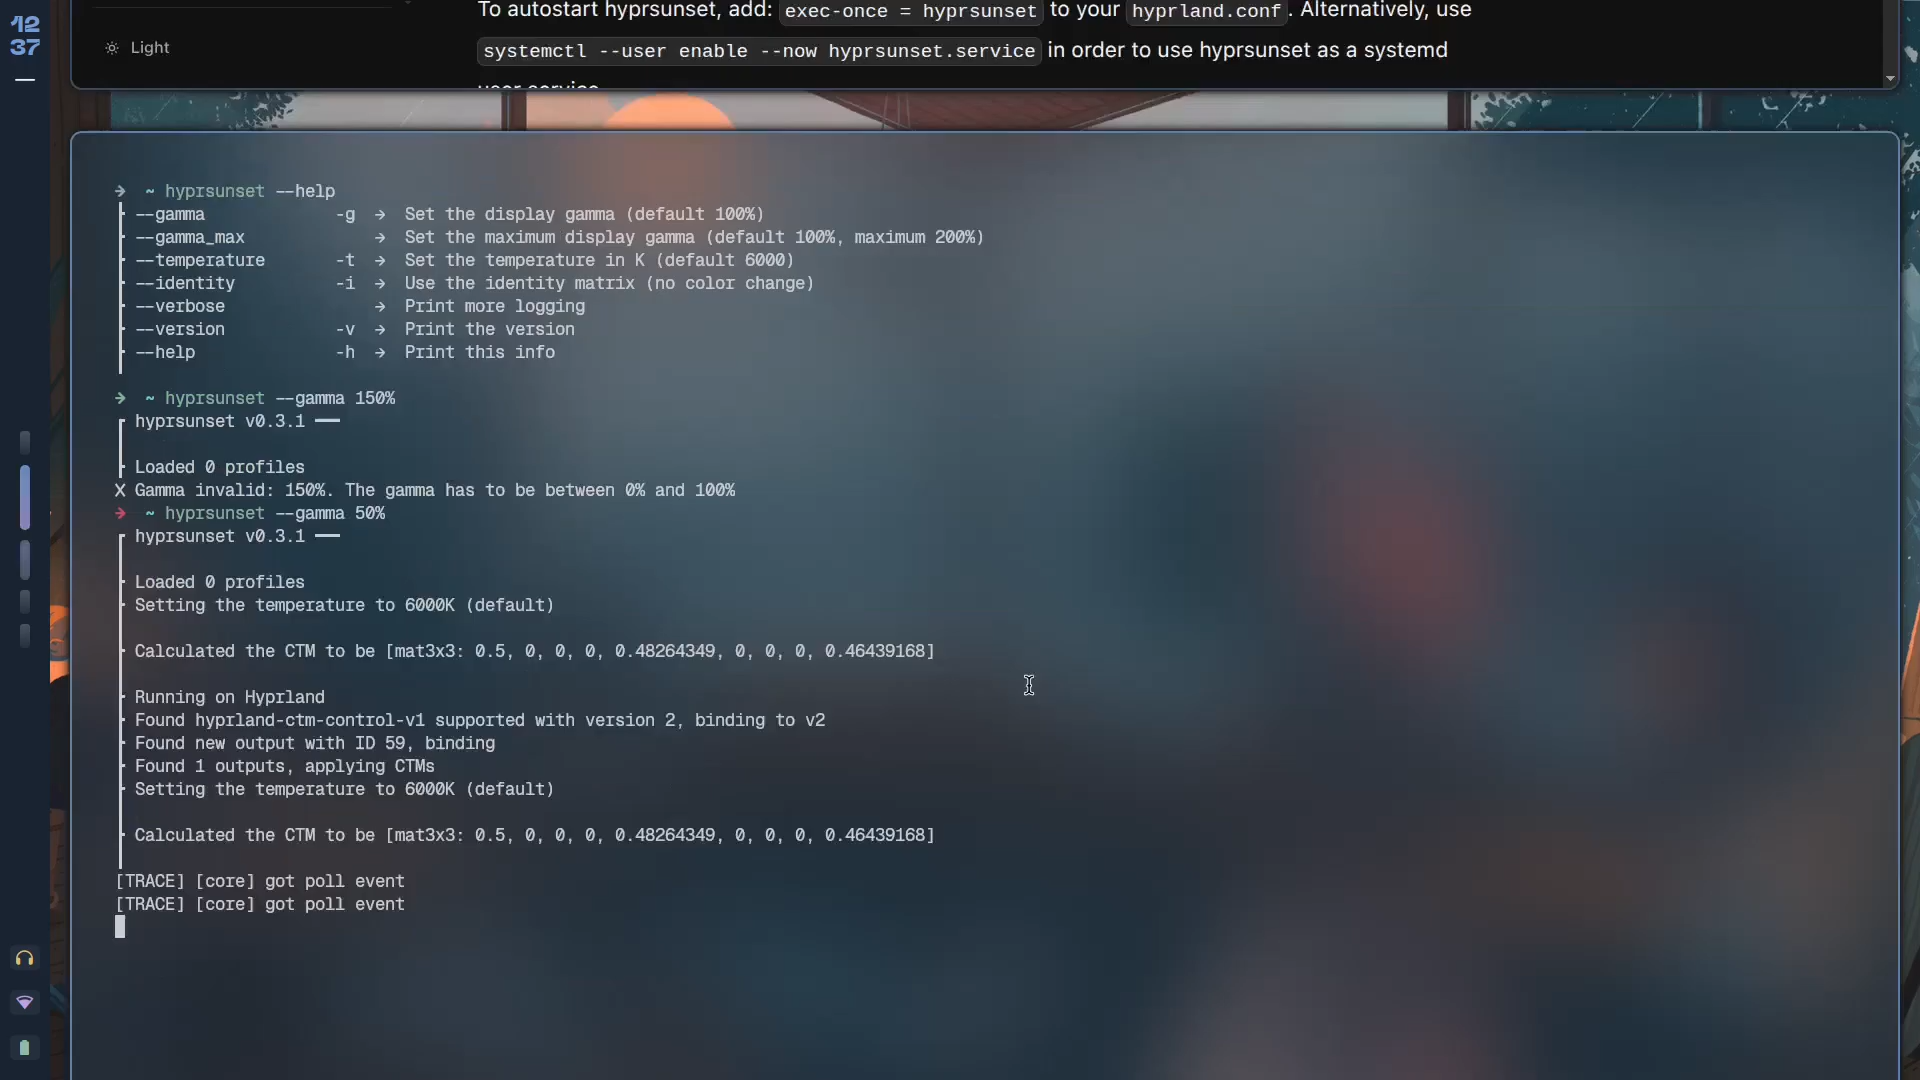 12
37
To autostart hyprsunset, add: exec-once = hyprsunset to your hyprland.conf. Alternatively, use
Light
systemctl --user enable --now hyprsunset.service in order to use hyprsunset as a systemd
user service
→ ~ hyprsunset --help
--gamma -g → Set the display gamma (default 100%)
--gamma_max → Set the maximum display gamma (default 100%, maximum 200%)
--temperature -t → Set the temperature in K (default 6000)
--identity -i → Use the identity matrix (no color change)
--verbose → Print more logging
--version -v → Print the version
--help -h → Print this info
→ ~ hyprsunset --gamma 150%
hyprsunset v0.3.1 ──
Loaded 0 profiles
X Gamma invalid: 150%. The gamma has to be between 0% and 100%
→ ~ hyprsunset --gamma 50%
hyprsunset v0.3.1 ──
Loaded 0 profiles
Setting the temperature to 6000K (default)
Calculated the CTM to be [mat3x3: 0.5, 0, 0, 0, 0.48264349, 0, 0, 0, 0.46439168]
Running on Hyprland
Found hyprland-ctm-control-v1 supported with version 2, binding to v2
Found new output with ID 59, binding
Found 1 outputs, applying CTMs
Setting the temperature to 6000K (default)
Calculated the CTM to be [mat3x3: 0.5, 0, 0, 0, 0.48264349, 0, 0, 0, 0.46439168]
[TRACE] [core] got poll event
[TRACE] [core] got poll event